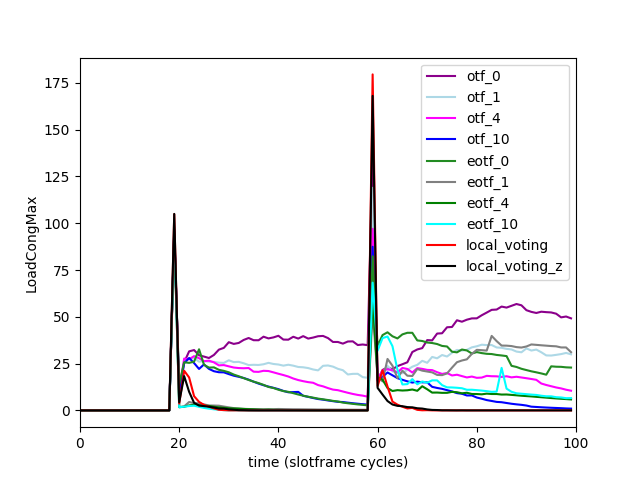 175
150
125
100
75
50
25
0
LoadCongMax
otf_0
otf_1
otf_4
otf_10
eotf_0
eotf_1
eotf_4
eotf_10
local_voting
local_voting_z
0 20 40 60 80 100
time (slotframe cycles)